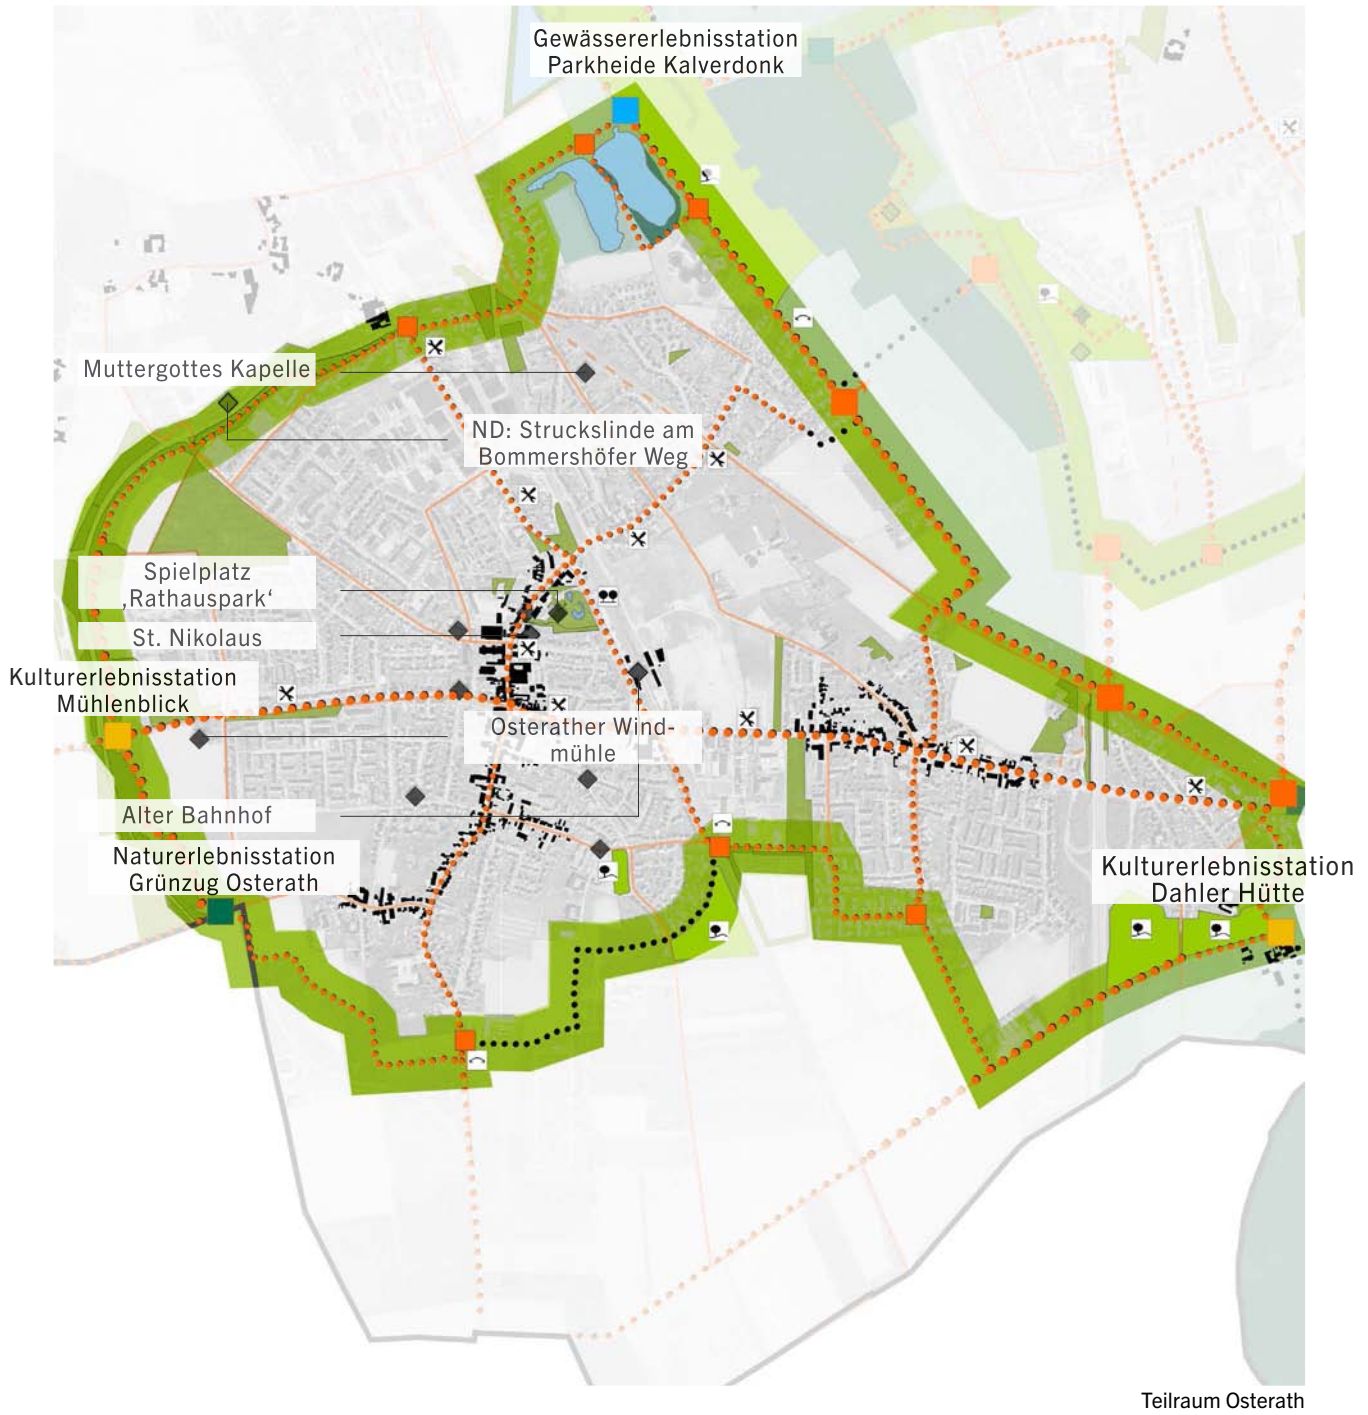 Gewässererlebnisstation
Parkheide Kalverdonk
Muttergottes Kapelle
ND: Struckslinde am
Bommershöfer Weg
Spielplatz
‚Rathauspark‘
St. Nikolaus
Kulturerlebnisstation
Mühlenblick
Osterather Wind-
mühle
Alter Bahnhof
Naturerlebnisstation
Grünzug Osterath
Kulturerlebnisstation
Dahler Hütte
Teilraum Osterath